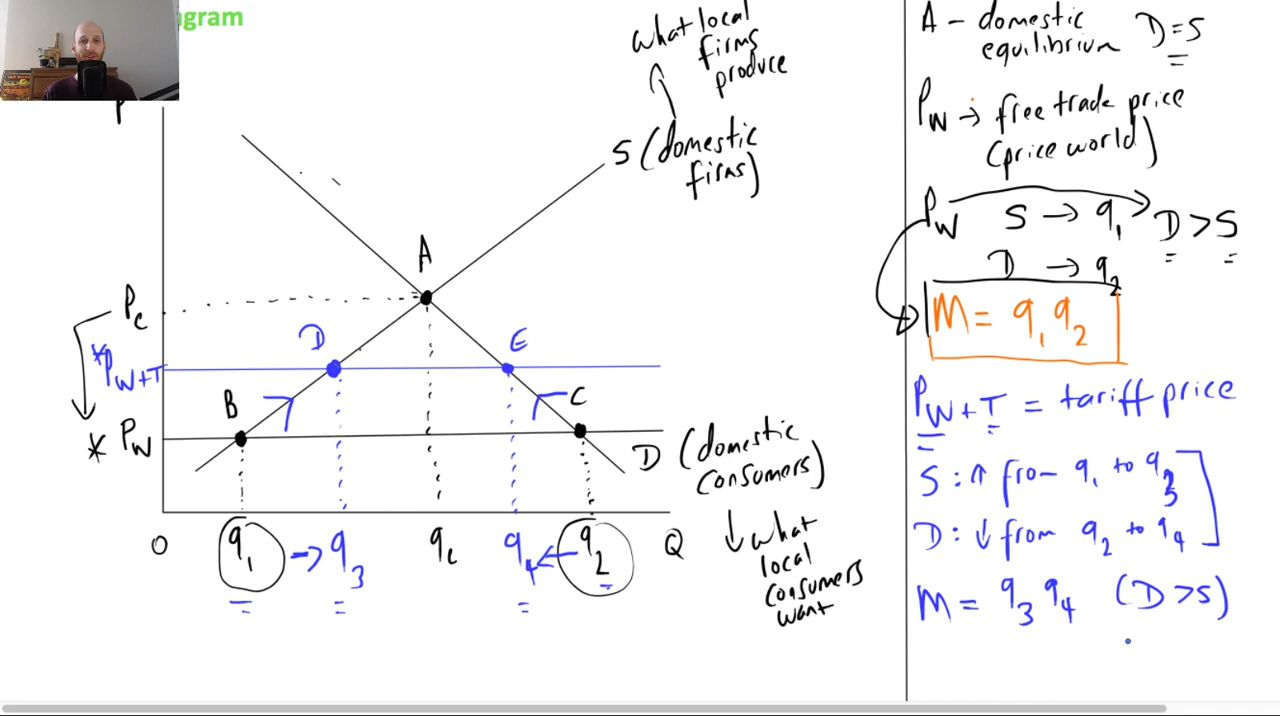 gram
what local
firms
produce
S (domestic
firms)
P
A
Pc
*PW+T
D
E
B
C
* PW
D (domestic
consumers)
O
q1
→ q3
qc
q4 ←
q2
Q
↓ what
local
consumers
want
A - domestic
equilibrium D=S
PW → free trade price
(price world)
PW S → q1 D > S
D → q2
M = q1 q2
PW+T = tariff price
S : ↑ from q1 to q3
D : ↓ from q2 to q4
M = q3 q4 (D > S)